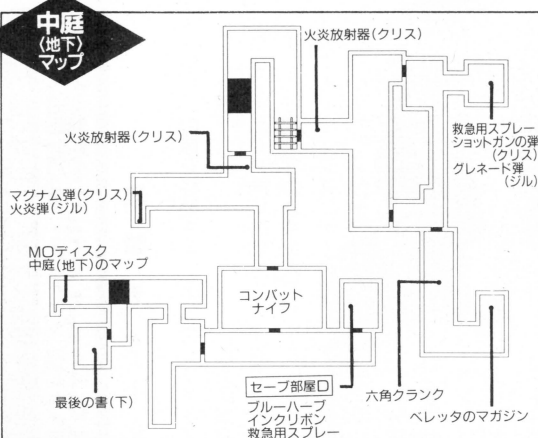 中庭
〈地下〉
マップ
火炎放射器(クリス)
火炎放射器(クリス)
救急用スプレー
ショットガンの弾
(クリス)
グレネード弾
(ジル)
マグナム弾(クリス)
火炎弾(ジル)
MOディスク
中庭(地下)のマップ
コンバット
ナイフ
最後の書(下)
セーブ部屋D
ブルーハーブ
インクリボン
救急用スプレー
六角クランク
ベレッタのマガジン